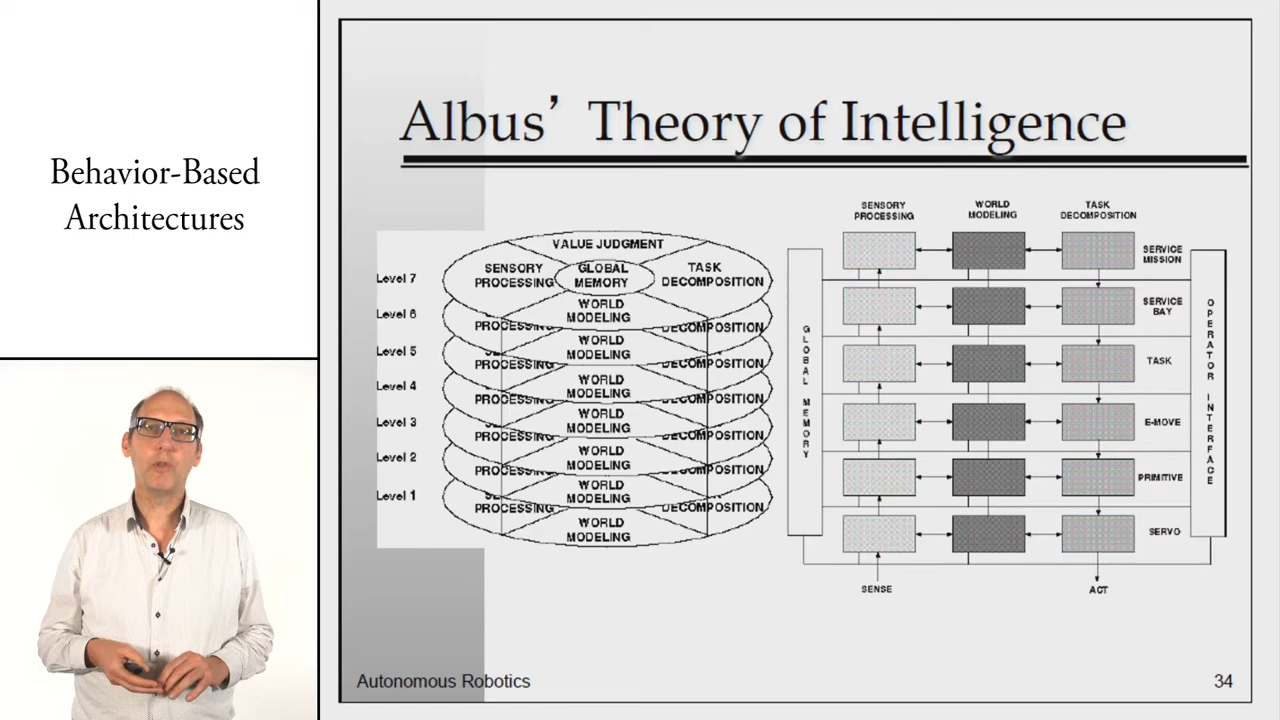 Behavior-Based
Architectures
Albus’ Theory of Intelligence
VALUE JUDGMENT
Level 7
SENSORY
PROCESSING
GLOBAL
MEMORY
TASK
DECOMPOSITION
WORLD
MODELING
Level 6
PROCESSING
DECOMPOSITION
WORLD
MODELING
Level 5
PROCESSING
DECOMPOSITION
WORLD
MODELING
Level 4
PROCESSING
DECOMPOSITION
WORLD
MODELING
Level 3
PROCESSING
DECOMPOSITION
WORLD
MODELING
Level 2
PROCESSING
DECOMPOSITION
WORLD
MODELING
Level 1
PROCESSING
DECOMPOSITION
WORLD
MODELING
SENSORY
PROCESSING
WORLD
MODELING
TASK
DECOMPOSITION
GLOBAL MEMORY
SERVICE
MISSION
SERVICE
BAY
TASK
E-MOVE
PRIMITIVE
SERVO
OPERATOR INTERFACE
SENSE
ACT
Autonomous Robotics
34